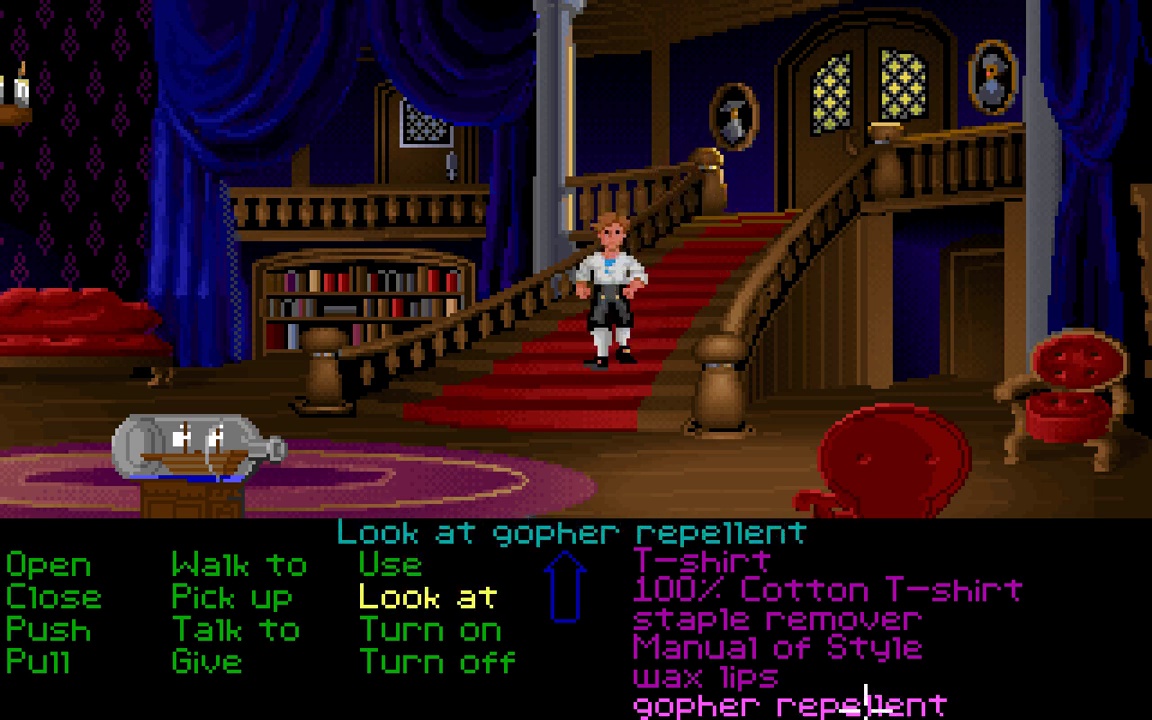 Look at gopher repellent
Open Walk to Use
Close Pick up Look at
Push Talk to Turn on
Pull Give Turn off
T-shirt
100% Cotton T-shirt
staple remover
Manual of Style
wax lips
gopher repellent